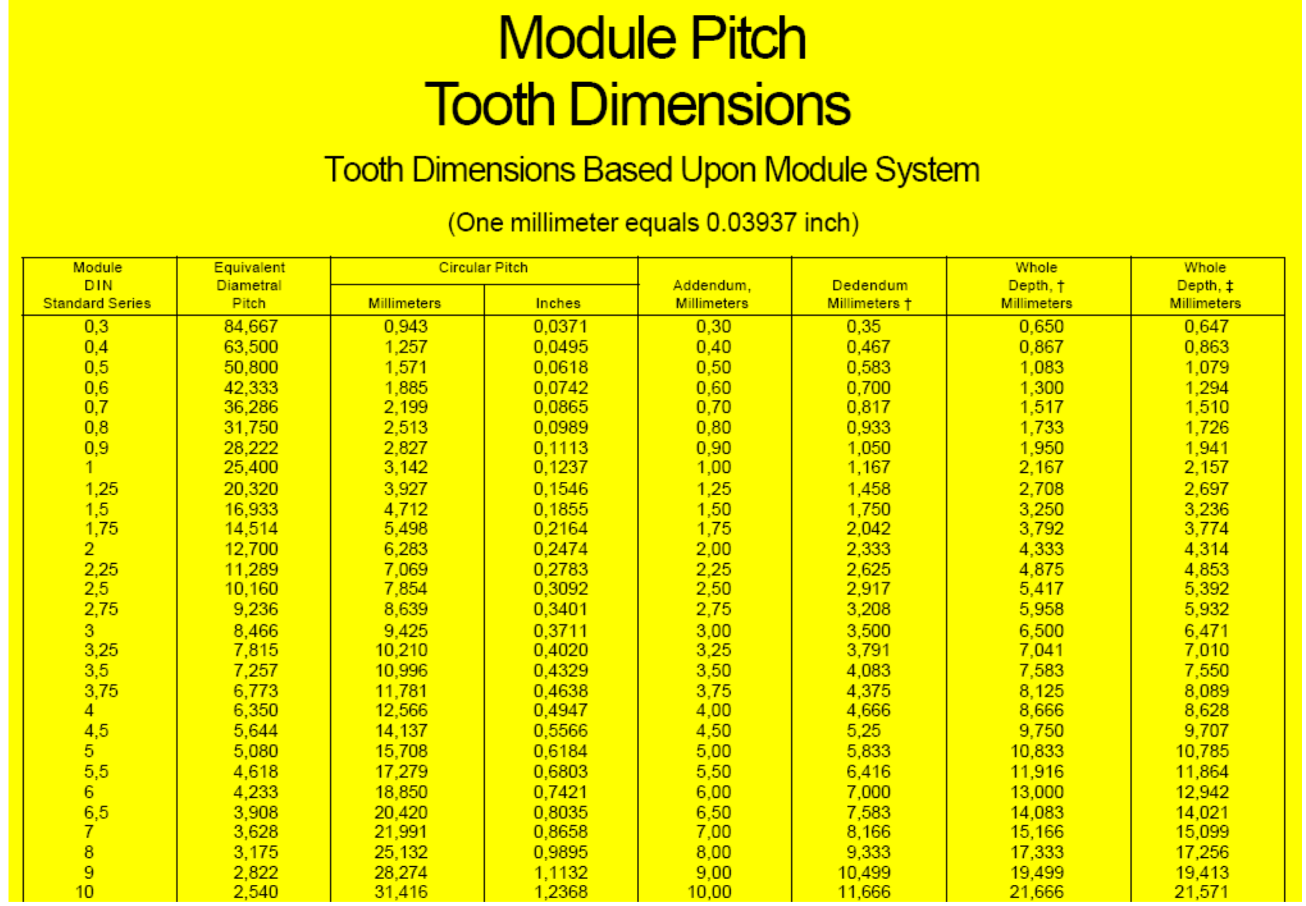 Module Pitch
Tooth Dimensions
Tooth Dimensions Based Upon Module System
(One millimeter equals 0.03937 inch)
Module Equivalent Circular Pitch Whole Whole
DIN Diametral Addendum, Dedendum Depth, † Depth, ‡
Standard Series Pitch Millimeters Inches Millimeters Millimeters † Millimeters Millimeters
0,3 84,667 0,943 0,0371 0,30 0,35 0,650 0,647
0,4 63,500 1,257 0,0495 0,40 0,467 0,867 0,863
0,5 50,800 1,571 0,0618 0,50 0,583 1,083 1,079
0,6 42,333 1,885 0,0742 0,60 0,700 1,300 1,294
0,7 36,286 2,199 0,0865 0,70 0,817 1,517 1,510
0,8 31,750 2,513 0,0989 0,80 0,933 1,733 1,726
0,9 28,222 2,827 0,1113 0,90 1,050 1,950 1,941
1 25,400 3,142 0,1237 1,00 1,167 2,167 2,157
1,25 20,320 3,927 0,1546 1,25 1,458 2,708 2,697
1,5 16,933 4,712 0,1855 1,50 1,750 3,250 3,236
1,75 14,514 5,498 0,2164 1,75 2,042 3,792 3,774
2 12,700 6,283 0,2474 2,00 2,333 4,333 4,314
2,25 11,289 7,069 0,2783 2,25 2,625 4,875 4,853
2,5 10,160 7,854 0,3092 2,50 2,917 5,417 5,392
2,75 9,236 8,639 0,3401 2,75 3,208 5,958 5,932
3 8,466 9,425 0,3711 3,00 3,500 6,500 6,471
3,25 7,815 10,210 0,4020 3,25 3,791 7,041 7,010
3,5 7,257 10,996 0,4329 3,50 4,083 7,583 7,550
3,75 6,773 11,781 0,4638 3,75 4,375 8,125 8,089
4 6,350 12,566 0,4947 4,00 4,666 8,666 8,628
4,5 5,644 14,137 0,5566 4,50 5,25 9,750 9,707
5 5,080 15,708 0,6184 5,00 5,833 10,833 10,785
5,5 4,618 17,279 0,6803 5,50 6,416 11,916 11,864
6 4,233 18,850 0,7421 6,00 7,000 13,000 12,942
6,5 3,908 20,420 0,8035 6,50 7,583 14,083 14,021
7 3,628 21,991 0,8658 7,00 8,166 15,166 15,099
8 3,175 25,132 0,9895 8,00 9,333 17,333 17,256
9 2,822 28,274 1,1132 9,00 10,499 19,499 19,413
10 2,540 31,416 1,2368 10,00 11,666 21,666 21,571